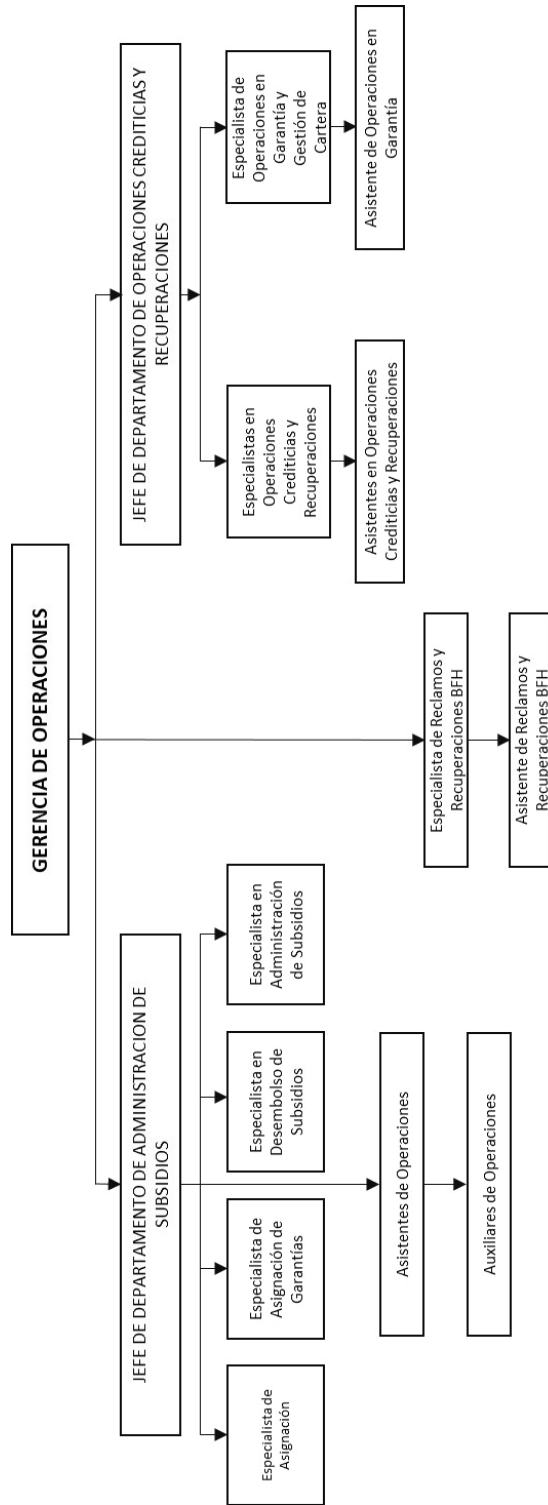 GERENCIA DE OPERACIONES
JEFE DE DEPARTAMENTO DE ADMINISTRACION DE
SUBSIDIOS
JEFE DE DEPARTAMENTO DE OPERACIONES CREDITICIAS Y
RECUPERACIONES
Especialista de
Asignación
Especialista de
Asignación de
Garantías
Especialista en
Desembolso de
Subsidios
Especialista en
Administración
de Subsidios
Especialistas en
Operaciones
Crediticias y
Recuperaciones
Especialista de
Operaciones en
Garantía y
Gestión de
Cartera
Asistentes de Operaciones
Auxiliares de Operaciones
Especialista de Reclamos y
Recuperaciones BFH
Asistente de Reclamos y
Recuperaciones BFH
Asistentes en Operaciones
Crediticias y Recuperaciones
Asistente de Operaciones en
Garantía